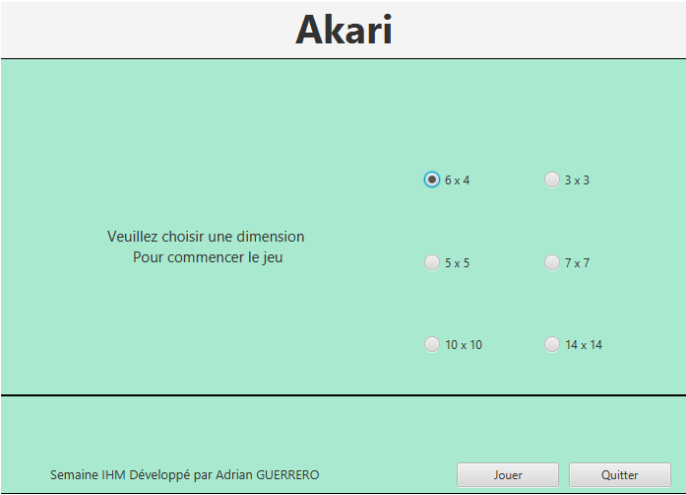 Akari
6 x 4
3 x 3
Veuillez choisir une dimension
Pour commencer le jeu
5 x 5
7 x 7
10 x 10
14 x 14
Semaine IHM Développé par Adrian GUERRERO
Jouer
Quitter